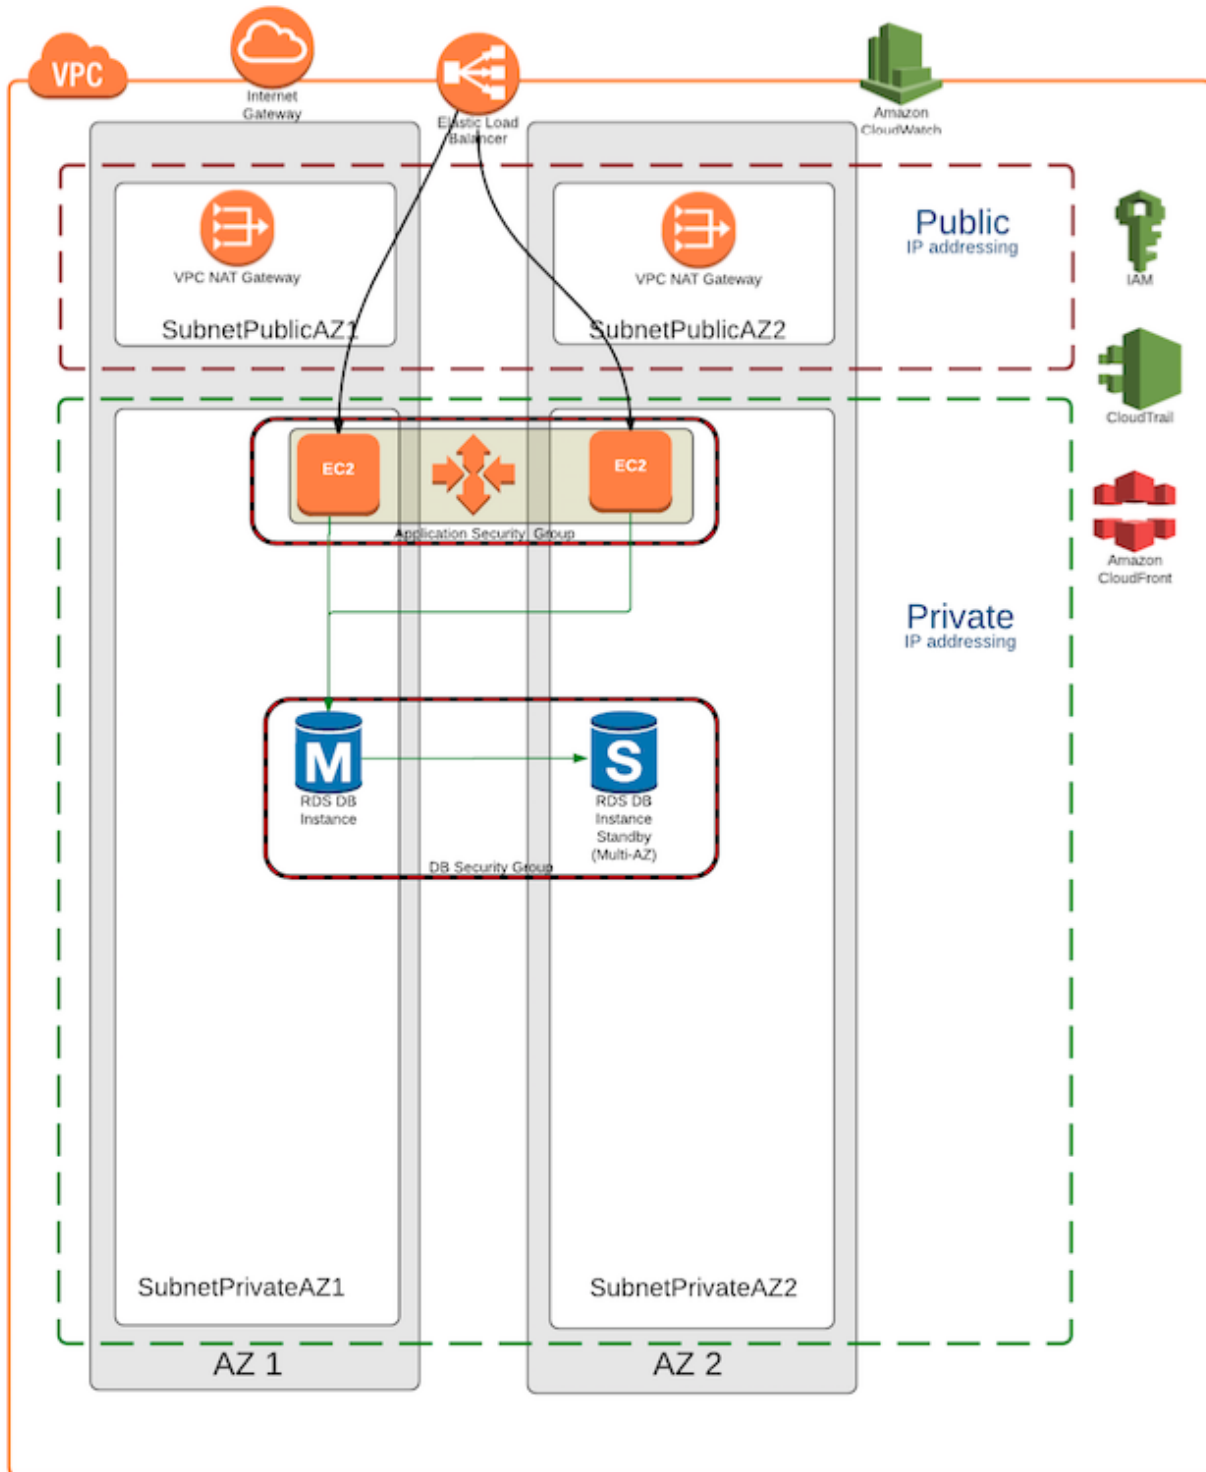 VPC
Internet
Gateway
Elastic Load
Balancer
Amazon
CloudWatch
VPC NAT Gateway
SubnetPublicAZ1
VPC NAT Gateway
SubnetPublicAZ2
Public
IP addressing
IAM
CloudTrail
Amazon
CloudFront
EC2
EC2
Application Security Group
Private
IP addressing
M
RDS DB
Instance
S
RDS DB
Instance
Standby
(Multi-AZ)
DB Security Group
SubnetPrivateAZ1
SubnetPrivateAZ2
AZ 1
AZ 2